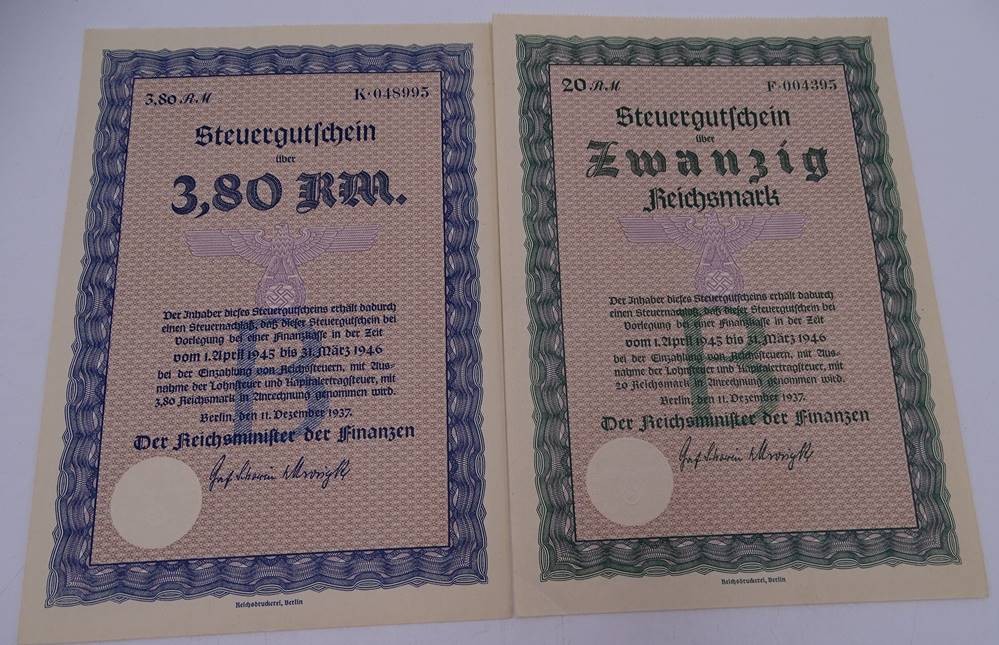 3,80 RM
K·048995
Steuergutschein
über
3,80 RM.
Der Inhaber dieses Steuergutscheins erhält dadurch
einen Steuernachlaß, daß dieser Steuergutschein bei
Vorlegung bei einer Finanzkasse in der Zeit
vom 1. April 1945 bis 31. März 1946
bei der Einzahlung von Reichssteuern, mit Aus-
nahme der Lohnsteuer und Kapitalertragsteuer, mit
3,80 Reichsmark in Anrechnung genommen wird.
Berlin, den 11. Dezember 1937.
Der Reichsminister der Finanzen
Graf Schwerin Krosigk
Reichsdruckerei, Berlin
20 RM
F·004395
Steuergutschein
über
Zwanzig
Reichsmark
Der Inhaber dieses Steuergutscheins erhält dadurch
einen Steuernachlaß, daß dieser Steuergutschein bei
Vorlegung bei einer Finanzkasse in der Zeit
vom 1. April 1945 bis 31. März 1946
bei der Einzahlung von Reichssteuern, mit Aus-
nahme der Lohnsteuer und Kapitalertragsteuer, mit
20 Reichsmark in Anrechnung genommen wird.
Berlin, den 11. Dezember 1937.
Der Reichsminister der Finanzen
Graf Schwerin Krosigk
Reichsdruckerei, Berlin